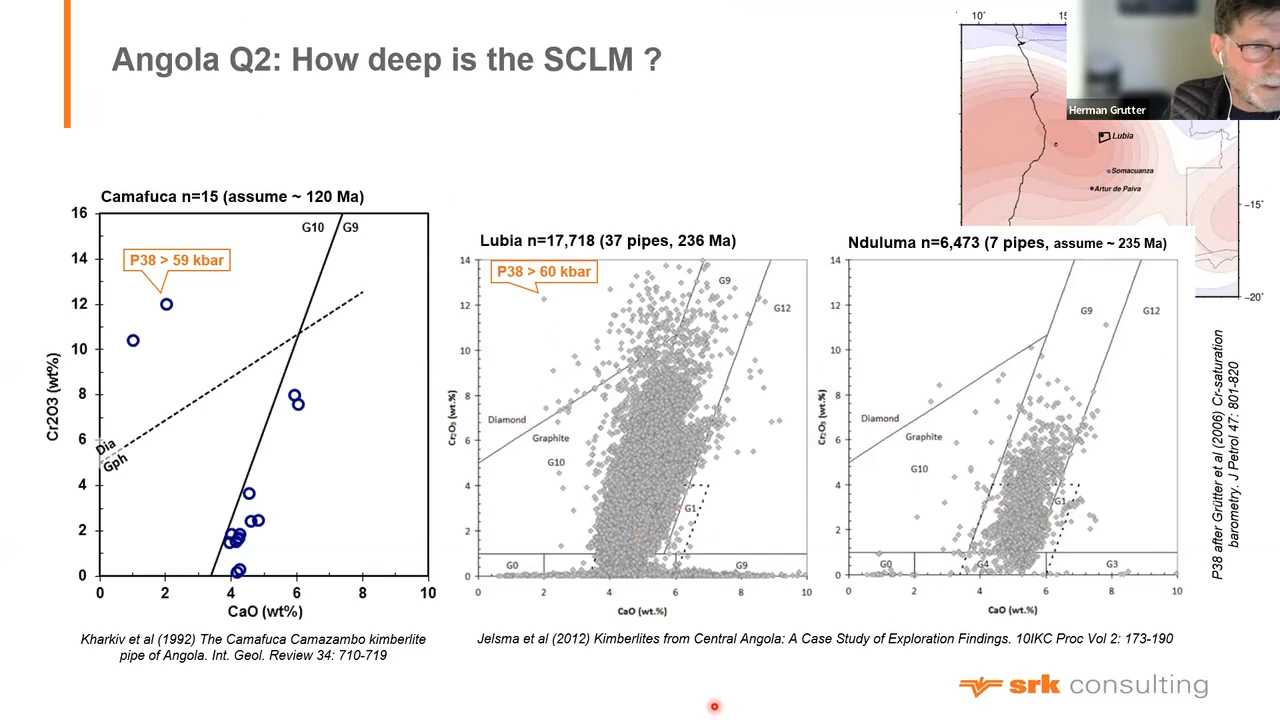 Angola Q2: How deep is the SCLM ?
10°
15
Herman Grutter
Lubia
Somacuanza
Artur de Paiva
−15°
−20°
Camafuca n=15 (assume ~ 120 Ma)
16
14
12
10
8
6
4
2
0
Cr2O3 (wt%)
P38 > 59 kbar
G10
G9
Dia
Gph
0
2
4
6
8
10
CaO (wt%)
Kharkiv et al (1992) The Camafuca Camazambo kimberlite
pipe of Angola. Int. Geol. Review 34: 710-719
Lubia n=17,718 (37 pipes, 236 Ma)
14
12
10
8
6
4
2
0
Cr₂O₃ (wt.%)
P38 > 60 kbar
G9
G12
Diamond
Graphite
G10
G1
G0
G9
0
2
4
6
8
10
CaO (wt.%)
Nduluma n=6,473 (7 pipes, assume ~ 235 Ma)
14
12
10
8
6
4
2
0
Cr₂O₃ (wt.%)
G9
G12
Diamond
Graphite
G10
G1
G0
G4
G3
0
2
4
6
8
10
CaO (wt.%)
Jelsma et al (2012) Kimberlites from Central Angola: A Case Study of Exploration Findings. 10IKC Proc Vol 2: 173-190
P38 after Grütter et al (2006) Cr-saturation
barometry. J Petrol 47: 801-820
srk consulting